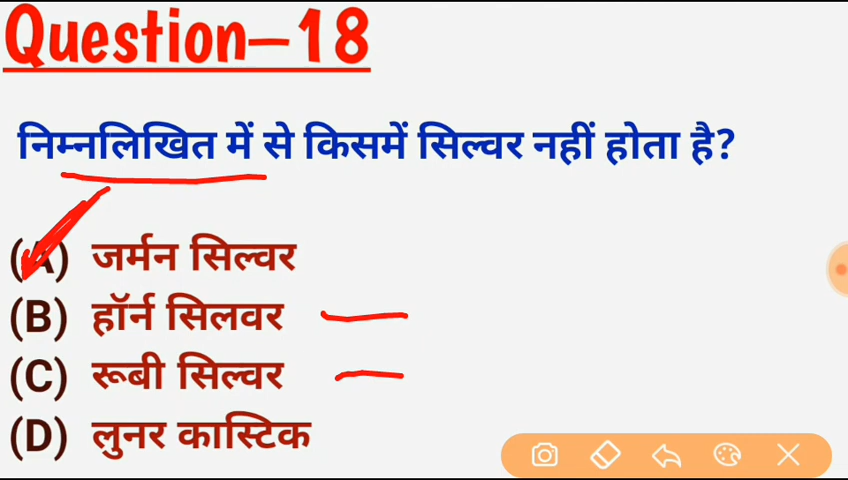 Question–18
निम्नलिखित में से किसमें सिल्वर नहीं होता है?
(A) जर्मन सिल्वर
(B) हॉर्न सिलवर
(C) रूबी सिल्वर
(D) लुनर कास्टिक